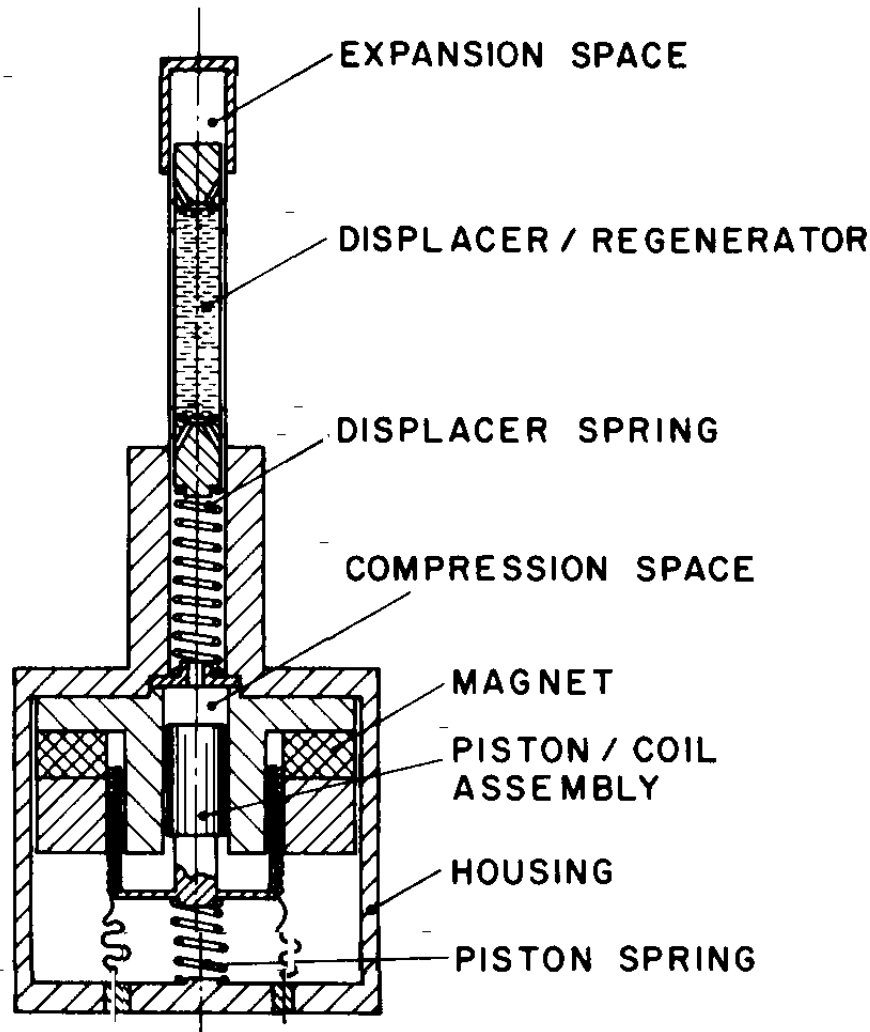 EXPANSION SPACE
DISPLACER / REGENERATOR
DISPLACER SPRING
COMPRESSION SPACE
MAGNET
PISTON / COIL
ASSEMBLY
HOUSING
PISTON SPRING